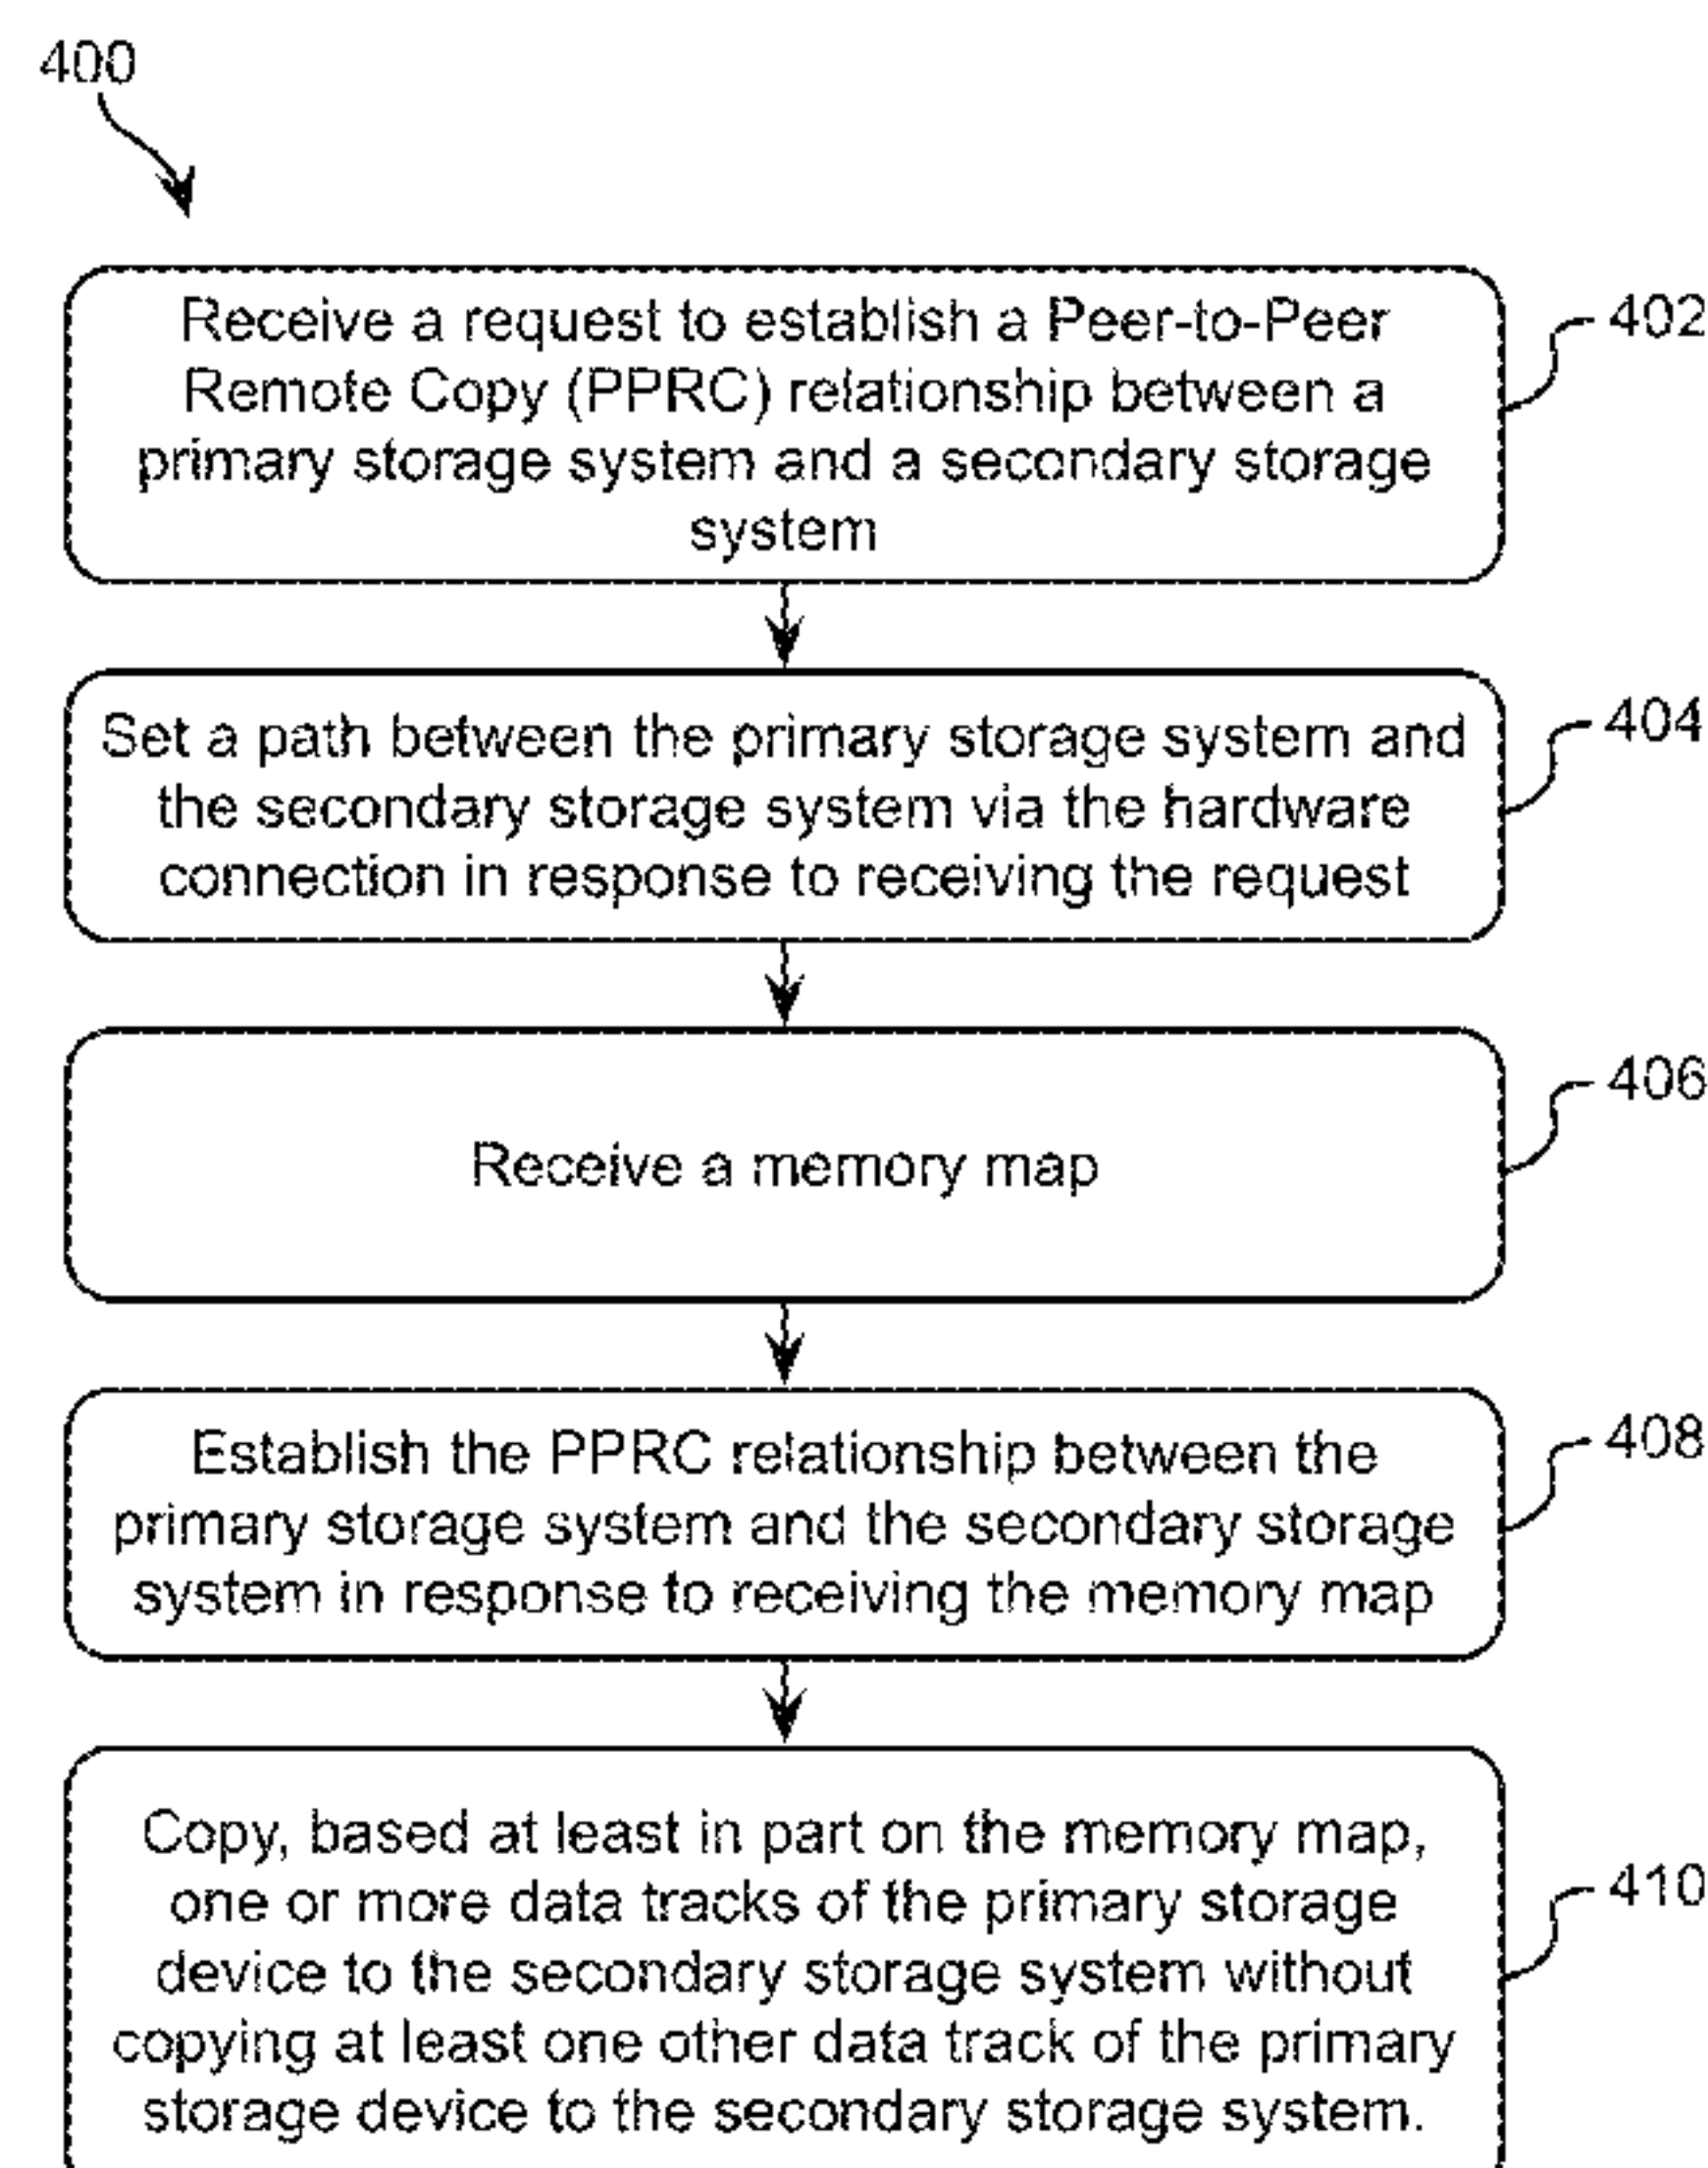 400
Receive a request to establish a Peer-to-Peer
Remote Copy (PPRC) relationship between a
primary storage system and a secondary storage
system
402
Set a path between the primary storage system and
the secondary storage system via the hardware
connection in response to receiving the request
404
Receive a memory map
406
Establish the PPRC relationship between the
primary storage system and the secondary storage
system in response to receiving the memory map
408
Copy, based at least in part on the memory map,
one or more data tracks of the primary storage
device to the secondary storage system without
copying at least one other data track of the primary
storage device to the secondary storage system.
410